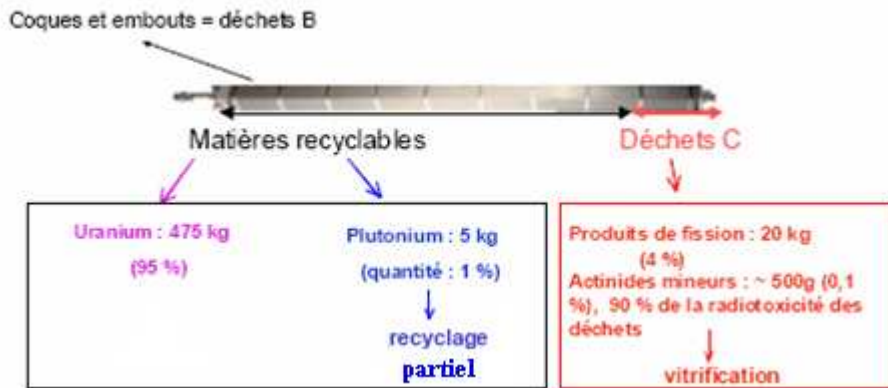 Coques et embouts = déchets B
Matières recyclables
Déchets C
Uranium : 475 kg
(95 %)
Plutonium : 5 kg
(quantité : 1 %)
recyclage
partiel
Produits de fission : 20 kg
(4 %)
Actinides mineurs : ~ 500g (0,1
%), 90 % de la radiotoxicité des
déchets
vitrification